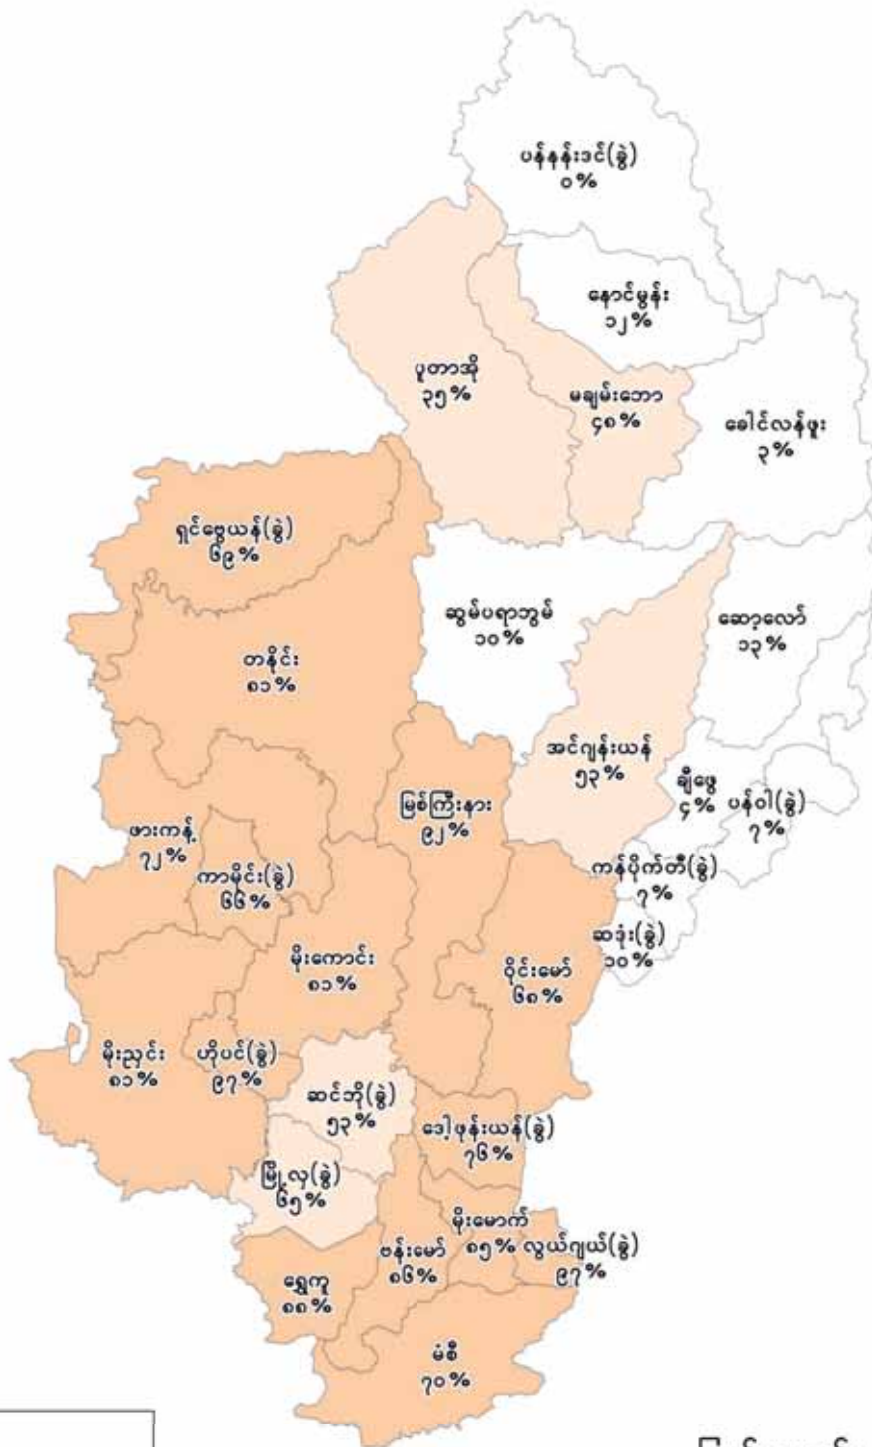 ပန်နန်းဒင်(ခွဲ)
၀%
နောင်မွန်း
၁၂%
ပူတာအို
၃၅%
မချမ်းဘော
၄၈%
ခေါင်လန်ဖူး
၃%
ရှင်ဗွေယန်(ခွဲ)
၆၉%
ဆွမ်ပရာဘွမ်
၁၀%
ဆော့လော်
၁၃%
တနိုင်း
၈၁%
အင်ဂျန်းယန်
၅၃%
ချီဖွေ
၄%
ပန်ဝါ(ခွဲ)
၇%
မြစ်ကြီးနား
၉၂%
ဖားကန့်
၇၂%
ကာမိုင်း(ခွဲ)
၆၆%
ကန်ပိုက်တီ(ခွဲ)
၇%
ဆဒုံး(ခွဲ)
၁၀%
မိုးကောင်း
၈၁%
ဝိုင်းမော်
၆၈%
မိုးညှင်း
၈၁%
ဟိုပင်(ခွဲ)
၉၇%
ဆင်ဘို(ခွဲ)
၅၃%
ဒေါ့ဖုန်းယန်(ခွဲ)
၇၆%
မြို့လှ(ခွဲ)
၆၅%
မိုးမောက်
၈၅%
လွယ်ဂျယ်(ခွဲ)
၉၇%
ဗန်းမော်
၈၆%
ရွှေကူ
၈၈%
မံစီ
၇၀%